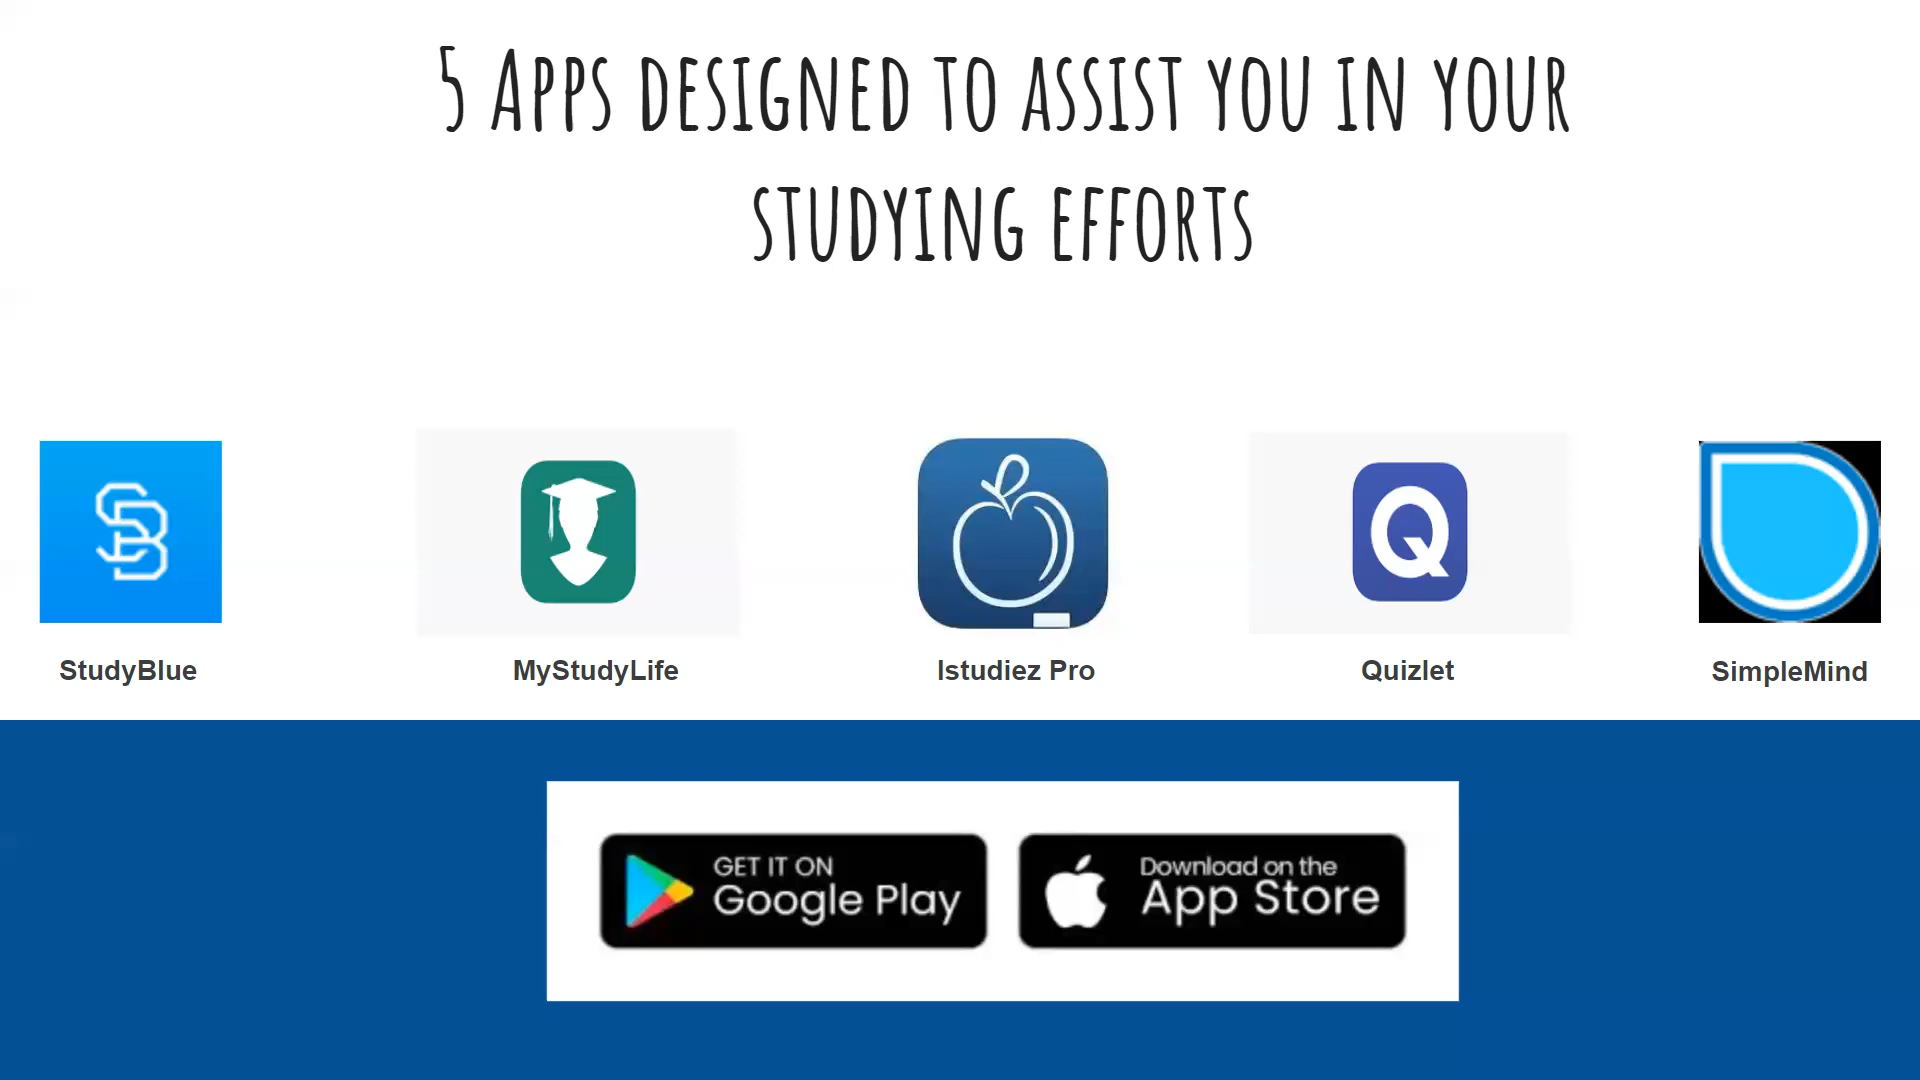 5 Apps designed to assist you in your
studying efforts
SB
Q
StudyBlue
MyStudyLife
Istudiez Pro
Quizlet
SimpleMind
GET IT ON
Google Play
Download on the
App Store